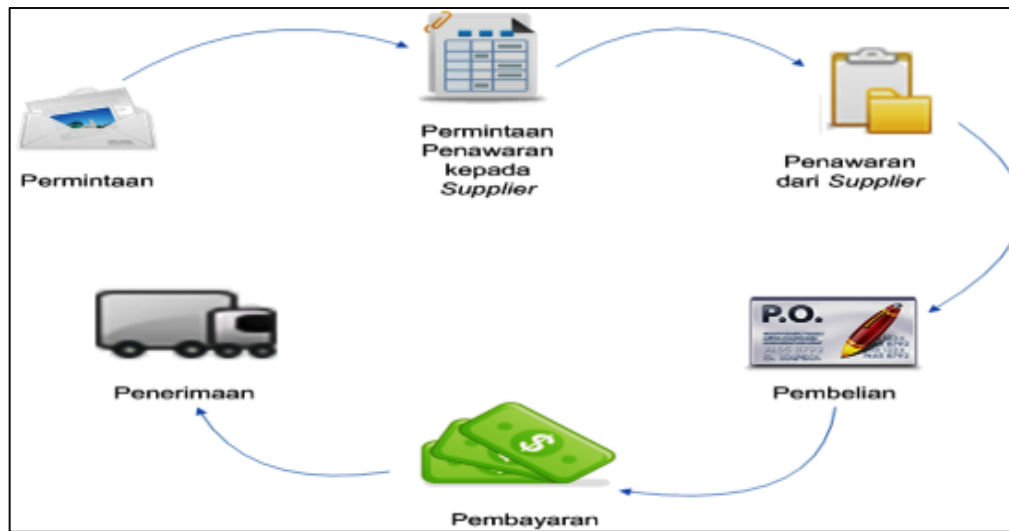 Permintaan
Permintaan
Penawaran
kepada
Supplier
Penawaran
dari Supplier
P.O.
Pembelian
Penerimaan
$
Pembayaran